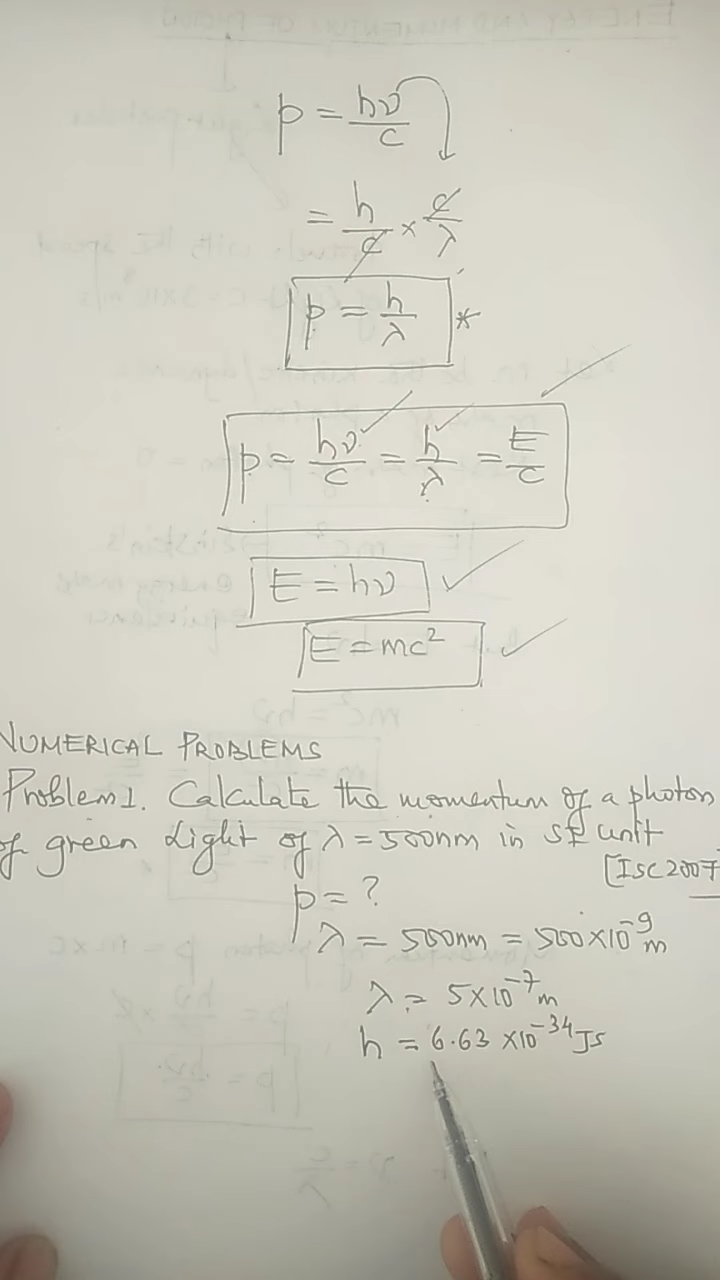 p = hν/c
= h/c × c/λ
p = h/λ *
p = hν/c = h/λ = E/c
E = hν
E = mc²
NUMERICAL PROBLEMS
Problem 1. Calculate the momentum of a photon
of green light of λ = 500nm in SI unit
[ISC 2007
p = ?
λ = 500nm = 500×10⁻⁹ m
λ = 5×10⁻⁷ m
h = 6.63 ×10⁻³⁴ Js